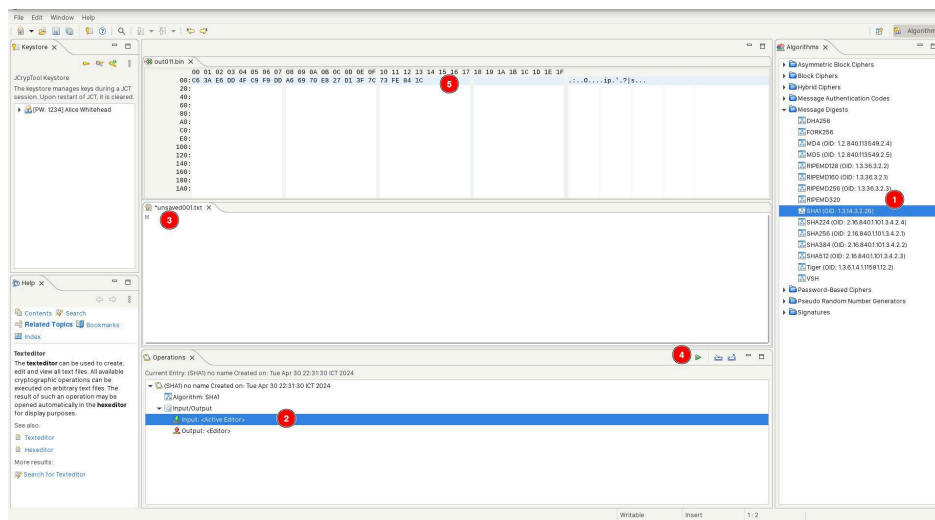 File Edit Window Help
Algorithm
Keystore
JCrypTool Keystore
The keystore manages keys during a JCT
session. Upon restart of JCT, it is cleared.
[PW: 1234] Alice Whitehead
out011.bin
00 01 02 03 04 05 06 07 08 09 0A 0B 0C 0D 0E 0F 10 11 12 13 14 15 16 17 18 19 1A 1B 1C 1D 1E 1F
00:C6 3A E6 DD 4F C9 F9 DD A6 69 70 E8 27 D1 3F 7C 73 FE 84 1C .:..O....ip.'.?|s...
20:
40:
60:
80:
A0:
C0:
E0:
100:
120:
140:
160:
180:
1A0:
5
*unsaved001.txt
M
3
Help
Contents Search
Related Topics Bookmarks
Index
Texteditor
The texteditor can be used to create,
edit and view all text files. All available
cryptographic operations can be
executed on arbitrary text files. The
result of such an operation may be
opened automatically in the hexeditor
for display purposes.
See also:
Texteditor
Hexeditor
More results:
Search for Texteditor
Operations
4
Current Entry: (SHA1) no name Created on: Tue Apr 30 22:31:30 ICT 2024
(SHA1) no name Created on: Tue Apr 30 22:31:30 ICT 2024
Algorithm: SHA1
Input/Output
Input: <Active Editor>
2
Output: <Editor>
Algorithms
Asymmetric Block Ciphers
Block Ciphers
Hybrid Ciphers
Message Authentication Codes
Message Digests
DHA256
FORK256
MD4 (OID: 1.2.840.113549.2.4)
MD5 (OID: 1.2.840.113549.2.5)
RIPEMD128 (OID: 1.3.36.3.2.2)
RIPEMD160 (OID: 1.3.36.3.2.1)
RIPEMD256 (OID: 1.3.36.3.2.3)
1
RIPEMD320
SHA1 (OID: 1.3.14.3.2.26)
SHA224 (OID: 2.16.840.1.101.3.4.2.4)
SHA256 (OID: 2.16.840.1.101.3.4.2.1)
SHA384 (OID: 2.16.840.1.101.3.4.2.2)
SHA512 (OID: 2.16.840.1.101.3.4.2.3)
Tiger (OID: 1.3.6.1.4.1.11591.12.2)
VSH
Password-Based Ciphers
Pseudo Random Number Generators
Signatures
Writable Insert 1 : 2